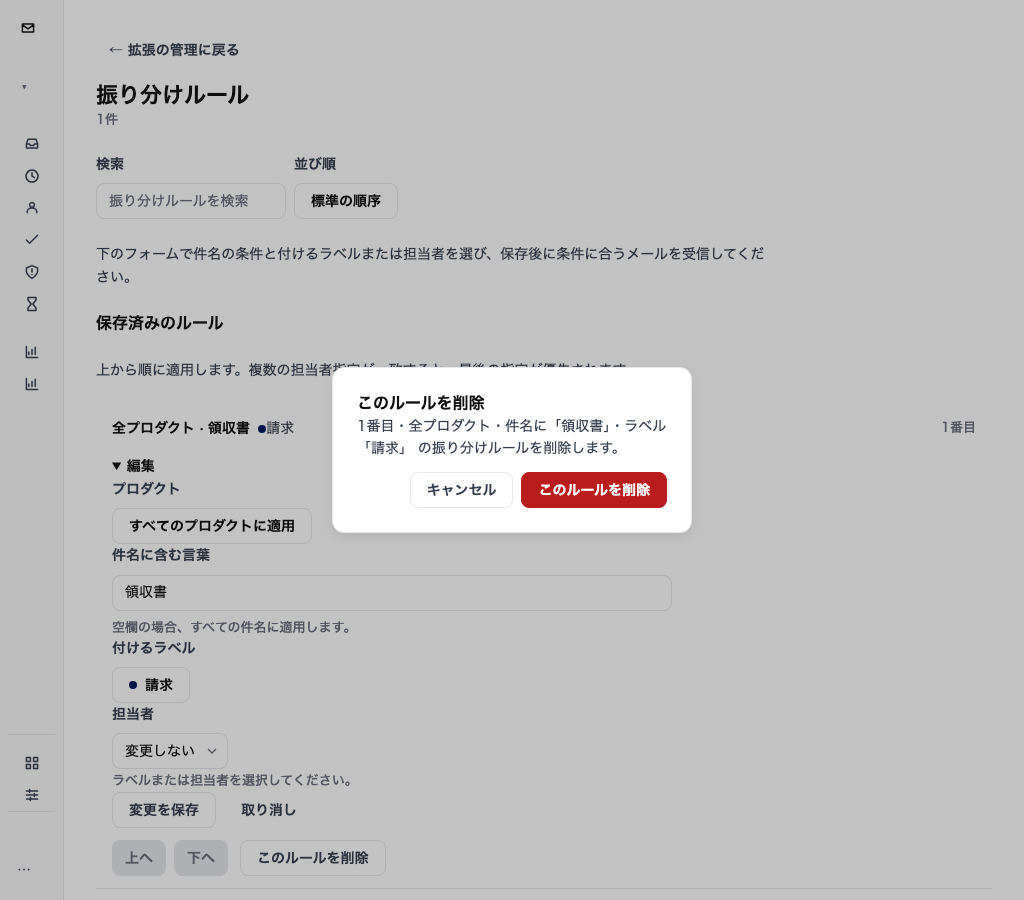 ← 拡張の管理に戻る
振り分けルール
1件
検索
並び順
振り分けルールを検索
標準の順序
下のフォームで件名の条件と付けるラベルまたは担当者を選び、保存後に条件に合うメールを受信してくだ
さい。
保存済みのルール
上から順に適用します。複数の担当者
全プロダクト · 領収書 ●請求
1番目
▼ 編集
プロダクト
すべてのプロダクトに適用
件名に含む言葉
領収書
空欄の場合、すべての件名に適用します。
付けるラベル
● 請求
担当者
変更しない
ラベルまたは担当者を選択してください。
変更を保存
取り消し
上へ
下へ
このルールを削除
このルールを削除
1番目・全プロダクト・件名に「領収書」・ラベル
「請求」 の振り分けルールを削除します。
キャンセル
このルールを削除